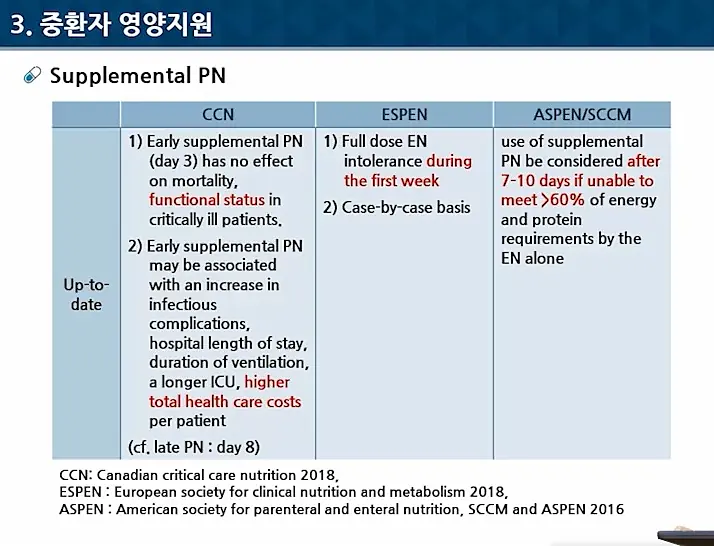 3. 중환자 영양지원
Supplemental PN
CCN
ESPEN
ASPEN/SCCM
Up-to-
date
1) Early supplemental PN
(day 3) has no effect
on mortality,
functional status in
critically ill patients.
2) Early supplemental PN
may be associated
with an increase in
infectious
complications,
hospital length of stay,
duration of ventilation,
a longer ICU, higher
total health care costs
per patient
(cf. late PN : day 8)
1) Full dose EN
intolerance during
the first week
2) Case-by-case basis
use of supplemental
PN be considered after
7-10 days if unable to
meet >60% of energy
and protein
requirements by the
EN alone
CCN: Canadian critical care nutrition 2018,
ESPEN : European society for clinical nutrition and metabolism 2018,
ASPEN : American society for parenteral and enteral nutrition, SCCM and ASPEN 2016